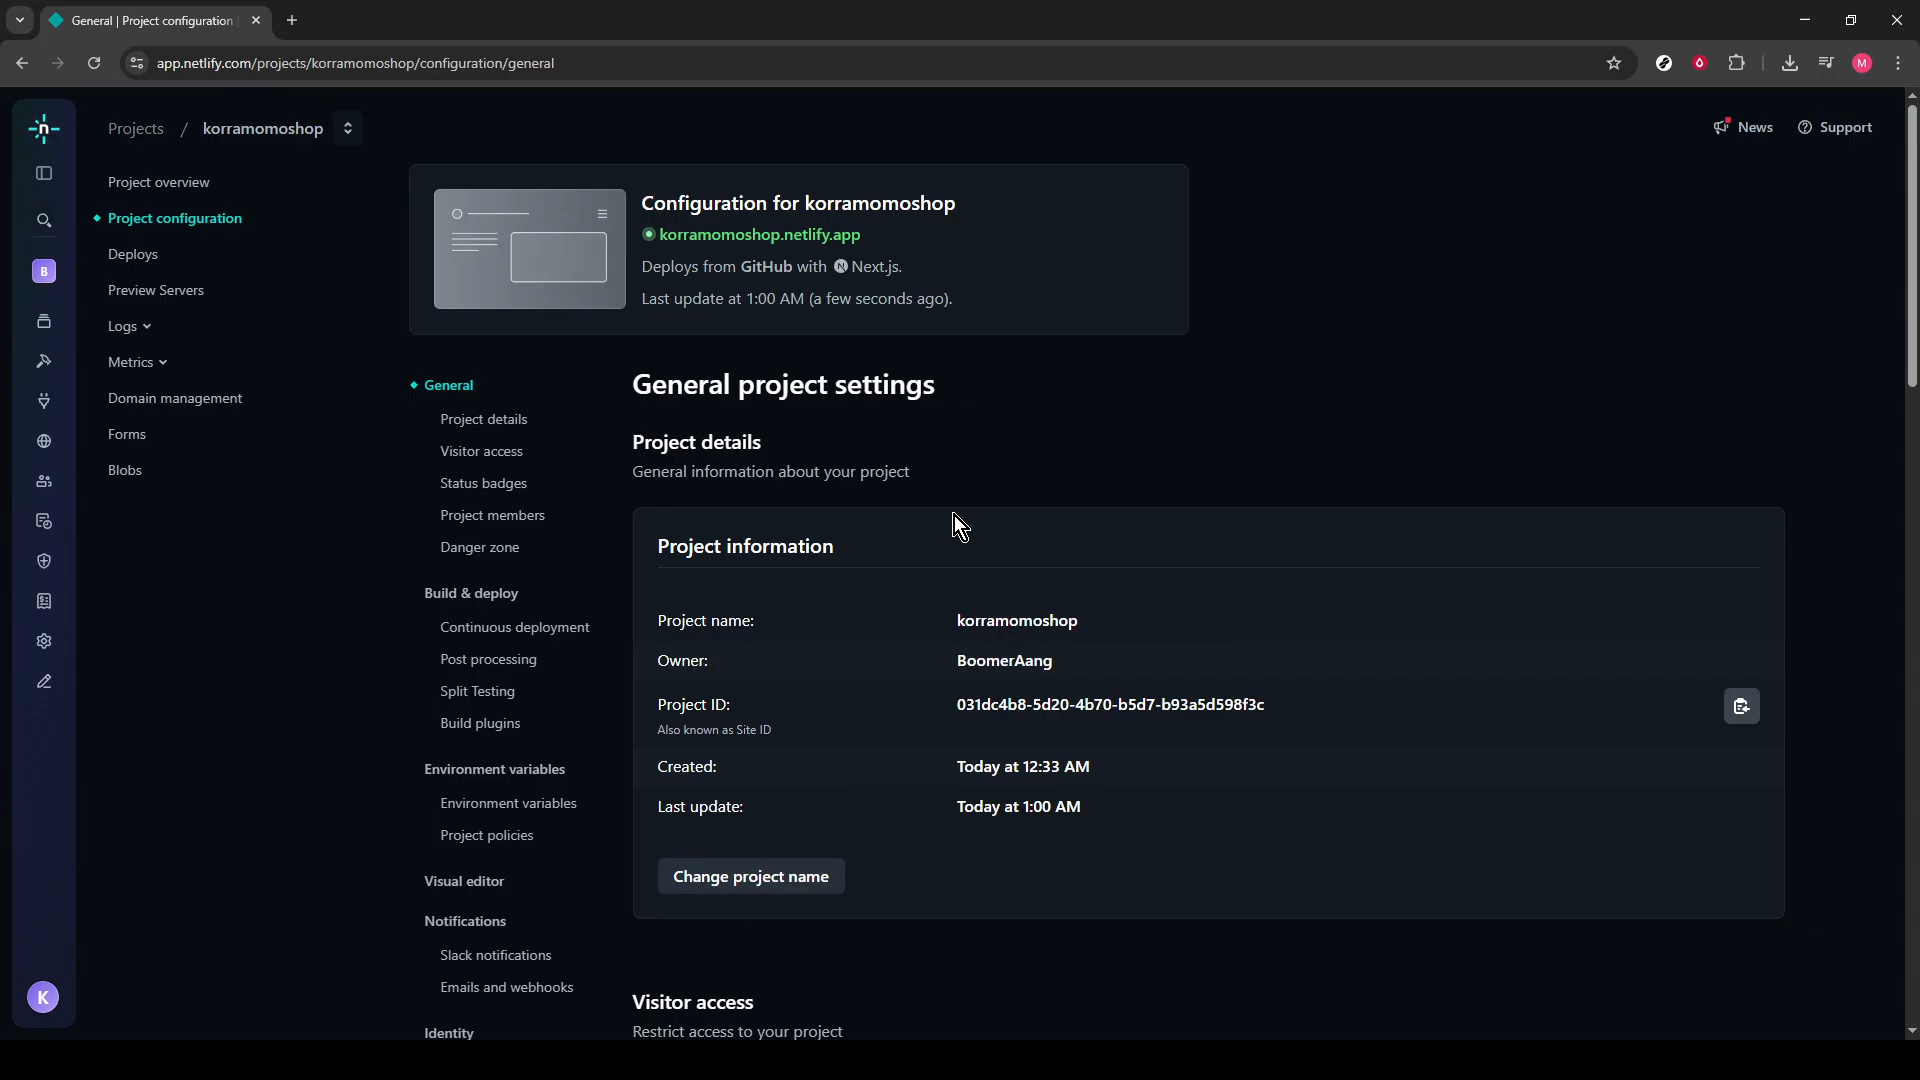 General | Project configuration
app.netlify.com/projects/korramomoshop/configuration/general
M
n
Projects / korramomoshop
News
Support
B
K
Project overview
Project configuration
Deploys
Preview Servers
Logs
Metrics
Domain management
Forms
Blobs
Configuration for korramomoshop
korramomoshop.netlify.app
Deploys from GitHub with N Next.js.
Last update at 1:00 AM (a few seconds ago).
General
Project details
Visitor access
Status badges
Project members
Danger zone
Build & deploy
Continuous deployment
Post processing
Split Testing
Build plugins
Environment variables
Environment variables
Project policies
Visual editor
Notifications
Slack notifications
Emails and webhooks
Identity
General project settings
Project details
General information about your project
Project information
Project name: korramomoshop
Owner: BoomerAang
Project ID: 031dc4b8-5d20-4b70-b5d7-b93a5d598f3c
Also known as Site ID
Created: Today at 12:33 AM
Last update: Today at 1:00 AM
Change project name
Visitor access
Restrict access to your project